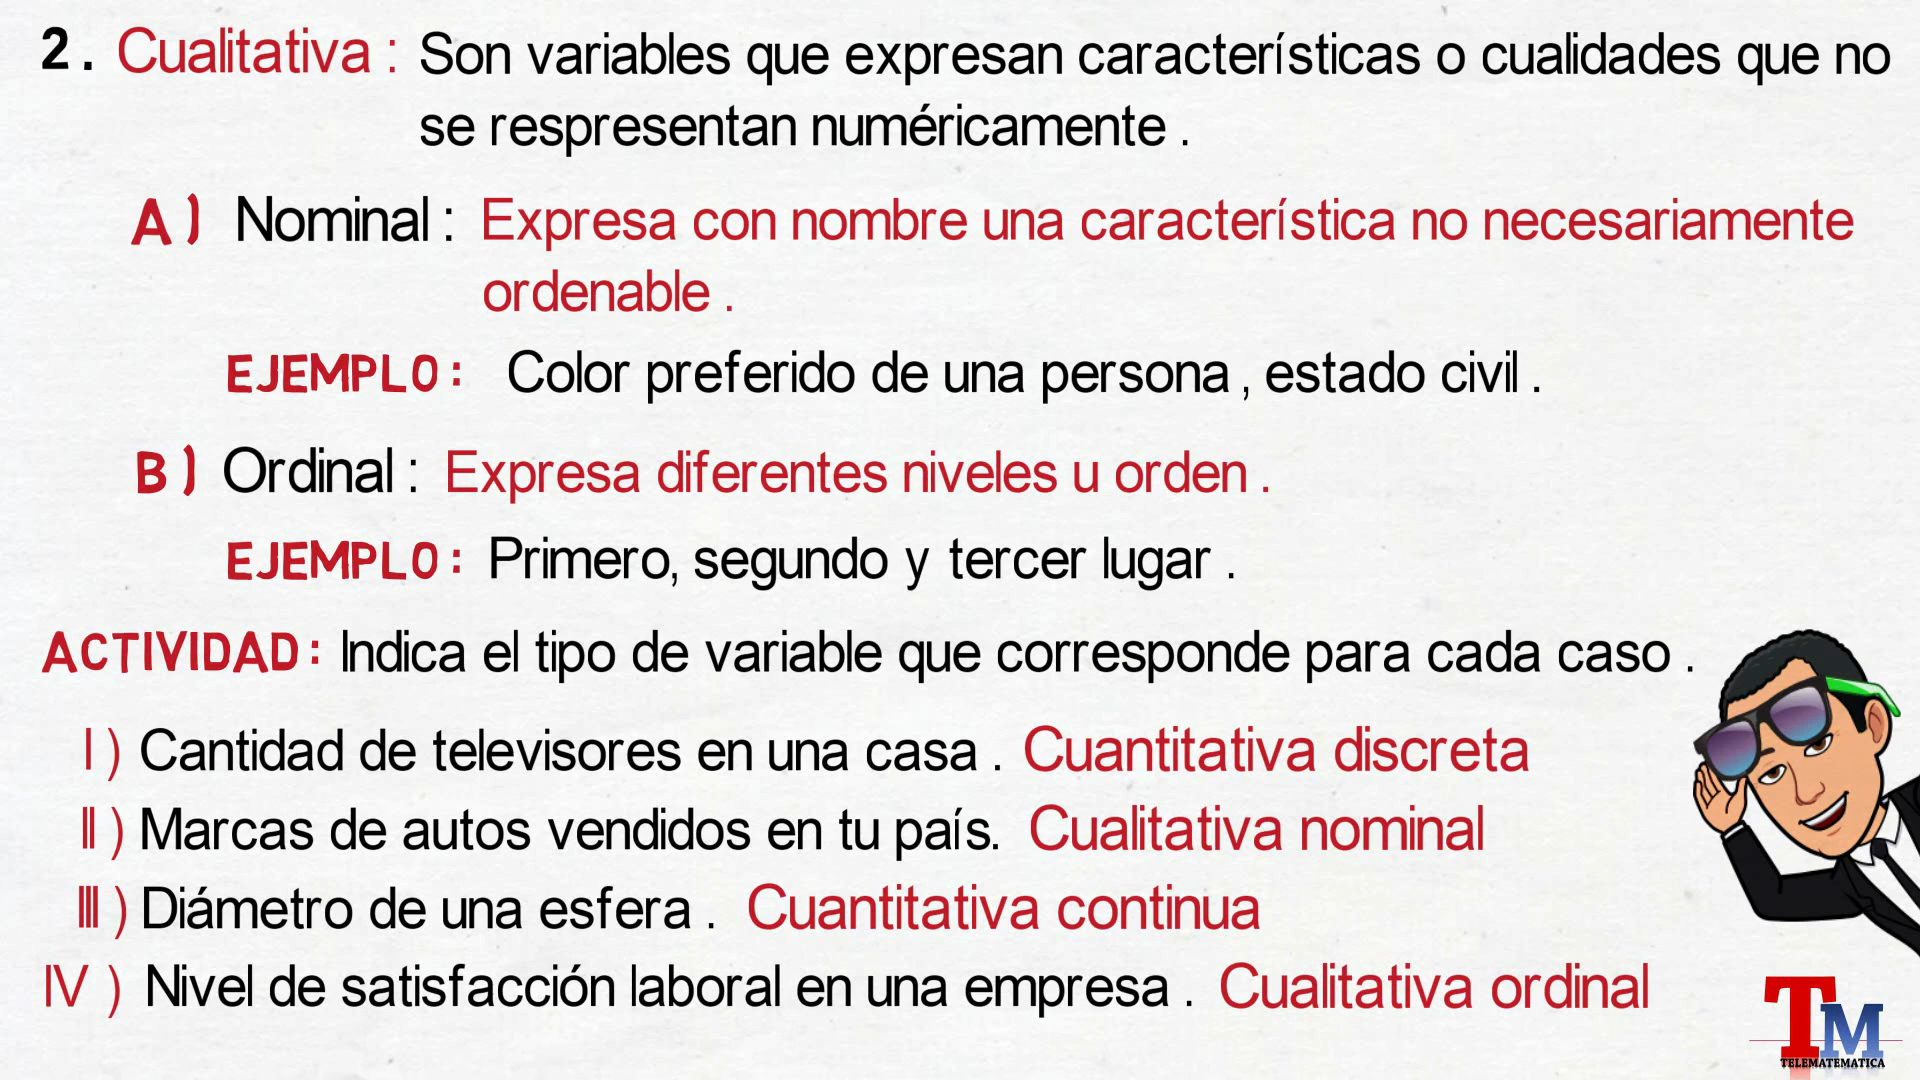 2. Cualitativa : Son variables que expresan características o cualidades que no
se respresentan numéricamente .
A) Nominal : Expresa con nombre una característica no necesariamente
ordenable .
EJEMPLO: Color preferido de una persona , estado civil .
B) Ordinal : Expresa diferentes niveles u orden .
EJEMPLO: Primero, segundo y tercer lugar .
ACTIVIDAD: Indica el tipo de variable que corresponde para cada caso .
I ) Cantidad de televisores en una casa . Cuantitativa discreta
II ) Marcas de autos vendidos en tu país. Cualitativa nominal
III ) Diámetro de una esfera . Cuantitativa continua
IV ) Nivel de satisfacción laboral en una empresa . Cualitativa ordinal
TM
TELEMATEMATICA